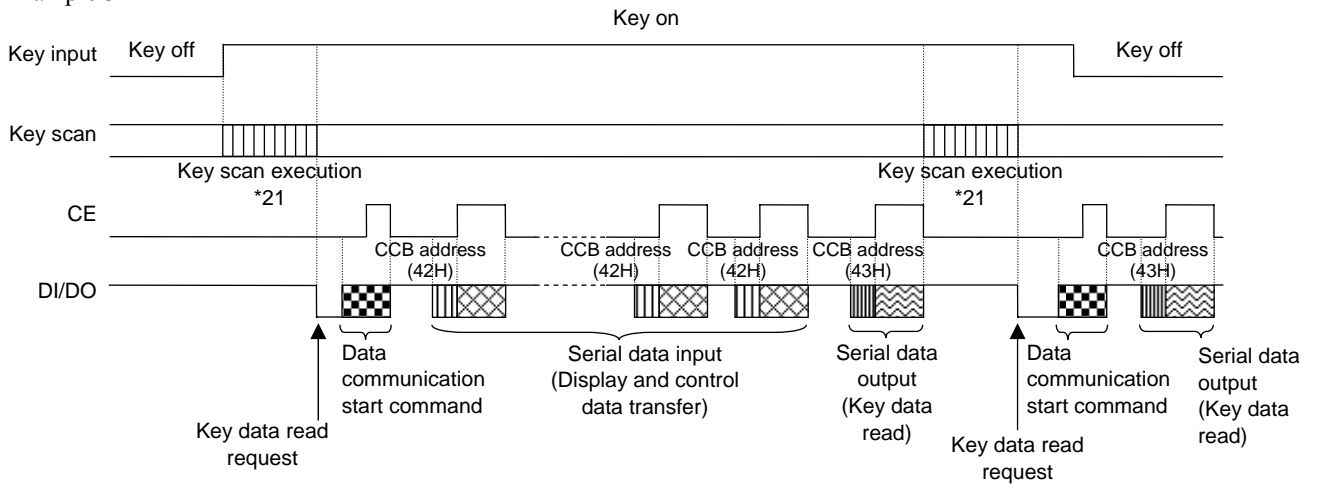 Key on
Key input
Key off
Key off
Key scan
Key scan execution
*21
Key scan execution
*21
CE
CCB address
(42H)
CCB address
(42H)
CCB address
(42H)
CCB address
(43H)
CCB address
(43H)
DI/DO
Data
communication
start command
Serial data input
(Display and control
data transfer)
Serial data
output
(Key data
read)
Data
communication
start command
Serial data
output
(Key data
read)
Key data read
request
Key data read
request